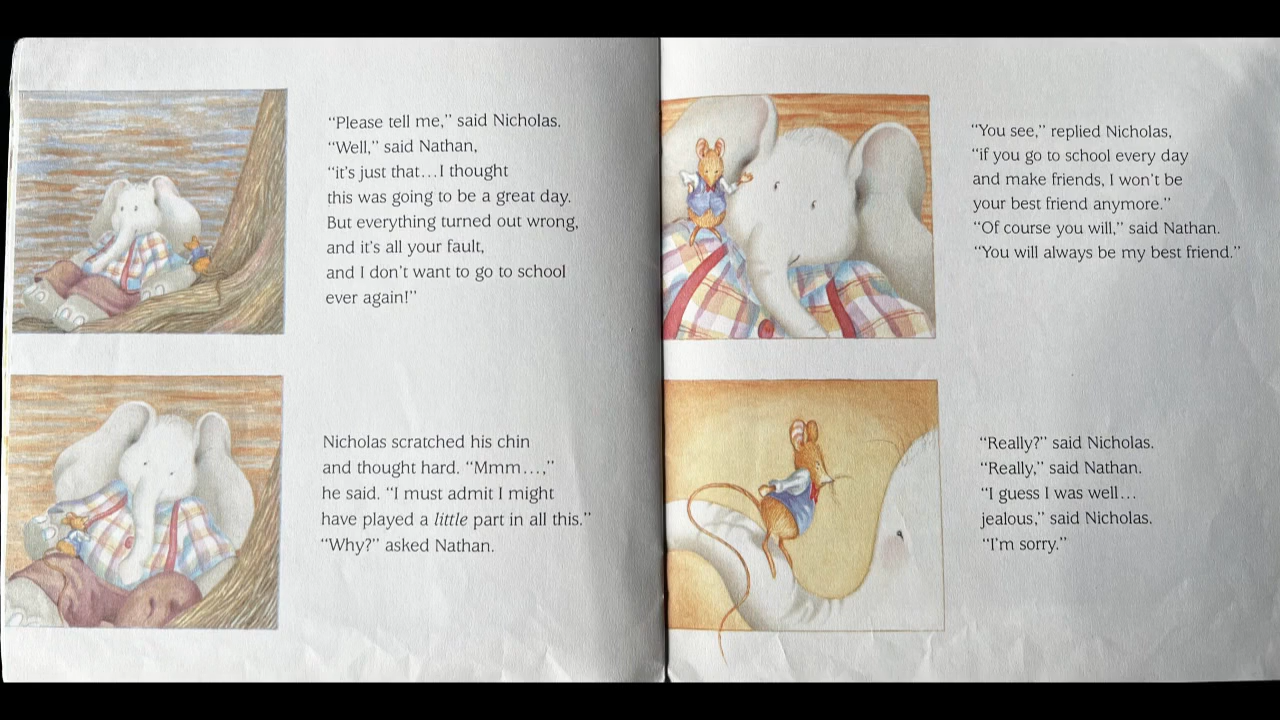 “Please tell me,” said Nicholas.
“Well,” said Nathan,
“it’s just that…I thought
this was going to be a great day.
But everything turned out wrong,
and it’s all your fault,
and I don’t want to go to school
ever again!”
Nicholas scratched his chin
and thought hard. “Mmm…,”
he said. “I must admit I might
have played a little part in all this.”
“Why?” asked Nathan.
“You see,” replied Nicholas,
“if you go to school every day
and make friends, I won’t be
your best friend anymore.”
“Of course you will,” said Nathan.
“You will always be my best friend.”
“Really?” said Nicholas.
“Really,” said Nathan.
“I guess I was well…
jealous,” said Nicholas.
“I’m sorry.”